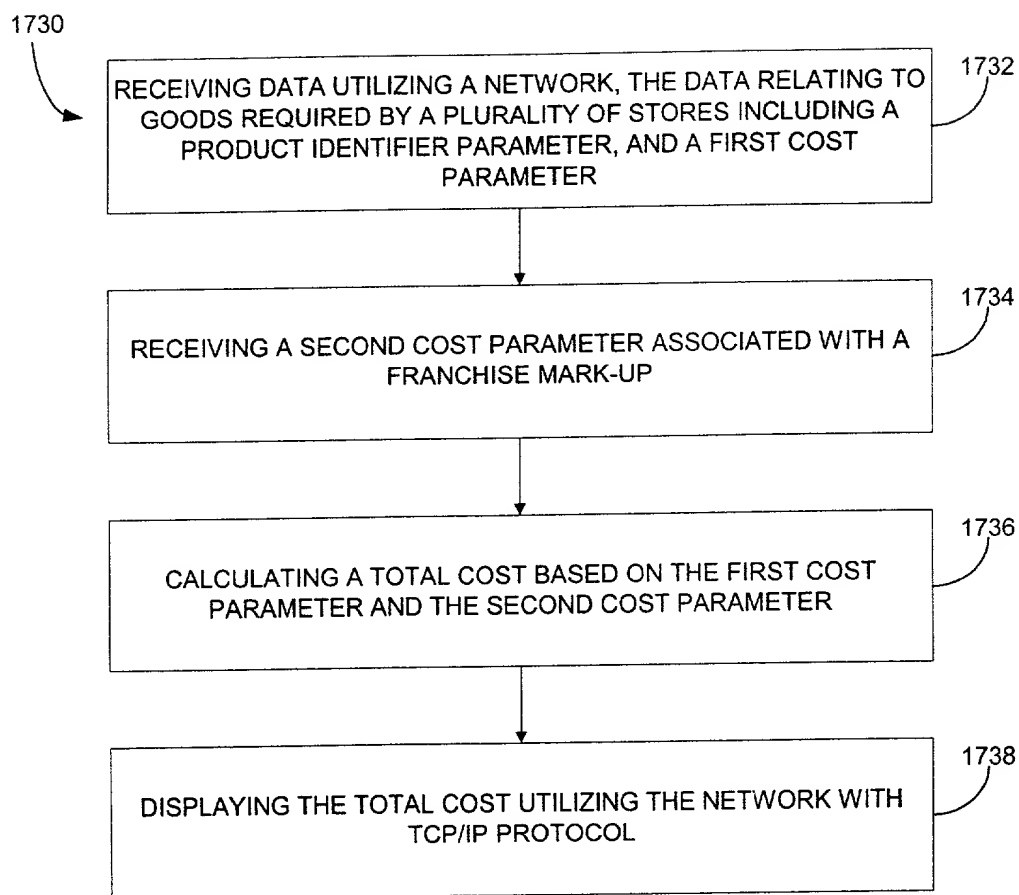 1730
RECEIVING DATA UTILIZING A NETWORK, THE DATA RELATING TO
GOODS REQUIRED BY A PLURALITY OF STORES INCLUDING A
PRODUCT IDENTIFIER PARAMETER, AND A FIRST COST
PARAMETER
1732
RECEIVING A SECOND COST PARAMETER ASSOCIATED WITH A
FRANCHISE MARK-UP
1734
CALCULATING A TOTAL COST BASED ON THE FIRST COST
PARAMETER AND THE SECOND COST PARAMETER
1736
DISPLAYING THE TOTAL COST UTILIZING THE NETWORK WITH
TCP/IP PROTOCOL
1738